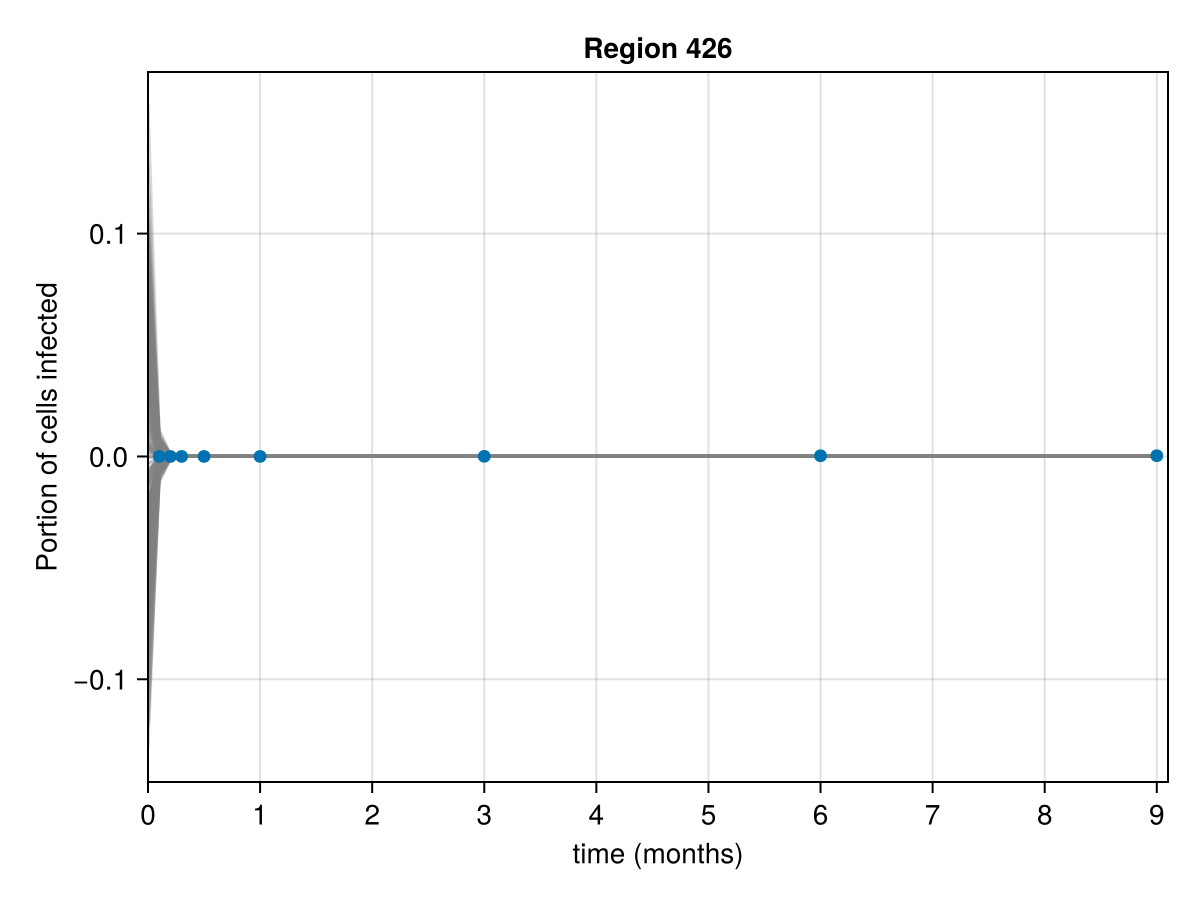 Region 426
Portion of cells infected
0.1
0.0
−0.1
0 1 2 3 4 5 6 7 8 9
time (months)